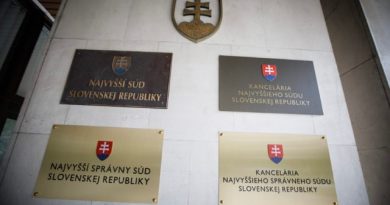 NAJVYŠŠÍ SÚD
SLOVENSKEJ REPUBLIKY
KANCELÁRIA
NAJVYŠŠIEHO SÚDU
SLOVENSKEJ REPUBLIKY
NAJVYŠŠÍ SPRÁVNY SÚD
SLOVENSKEJ REPUBLIKY
KANCELÁRIA
NAJVYŠŠIEHO SPRÁVNEHO SÚDU
SLOVENSKEJ REPUBLIKY